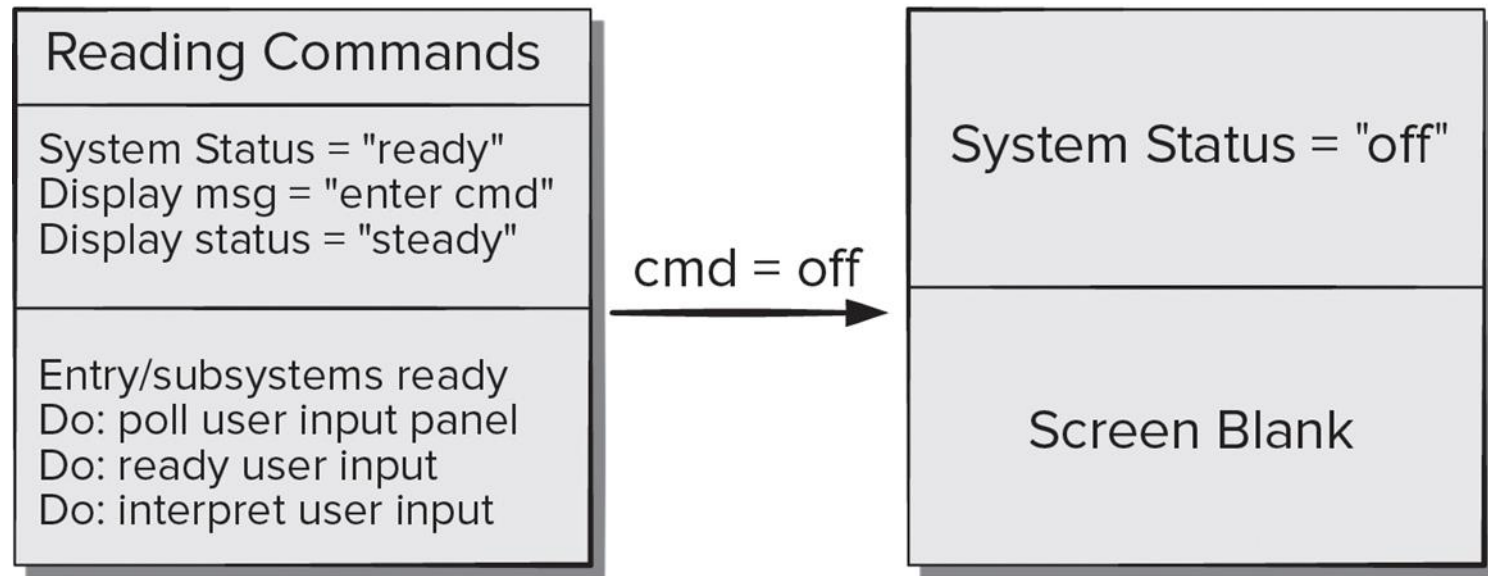 Reading Commands
System Status = "ready"
Display msg = "enter cmd"
Display status = "steady"
Entry/subsystems ready
Do: poll user input panel
Do: ready user input
Do: interpret user input
cmd = off
System Status = "off"
Screen Blank